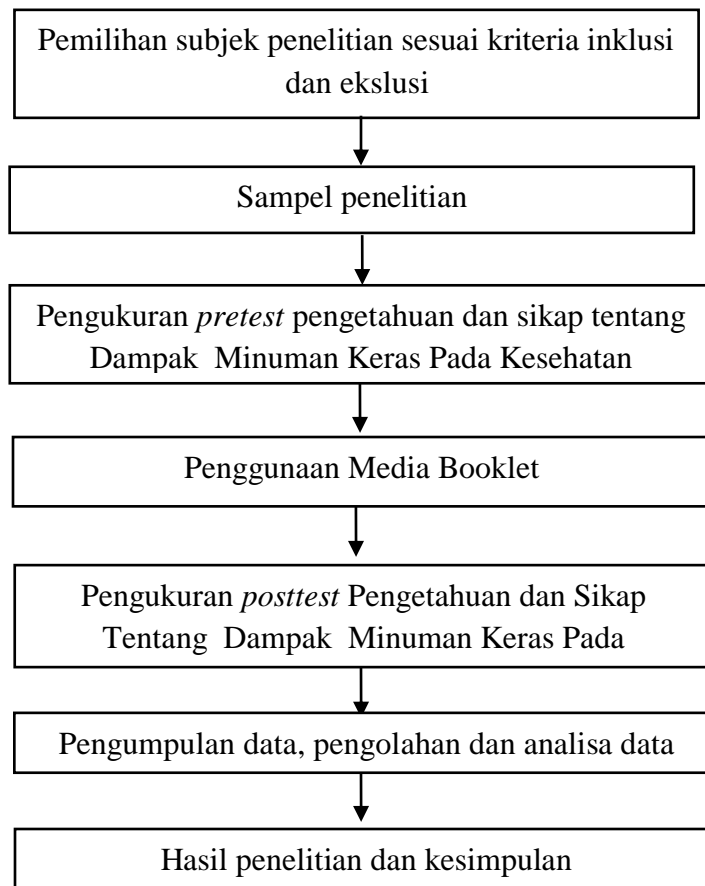 Pemilihan subjek penelitian sesuai kriteria inklusi
dan ekslusi
Sampel penelitian
Pengukuran pretest pengetahuan dan sikap tentang
Dampak Minuman Keras Pada Kesehatan
Penggunaan Media Booklet
Pengukuran posttest Pengetahuan dan Sikap
Tentang Dampak Minuman Keras Pada
Pengumpulan data, pengolahan dan analisa data
Hasil penelitian dan kesimpulan